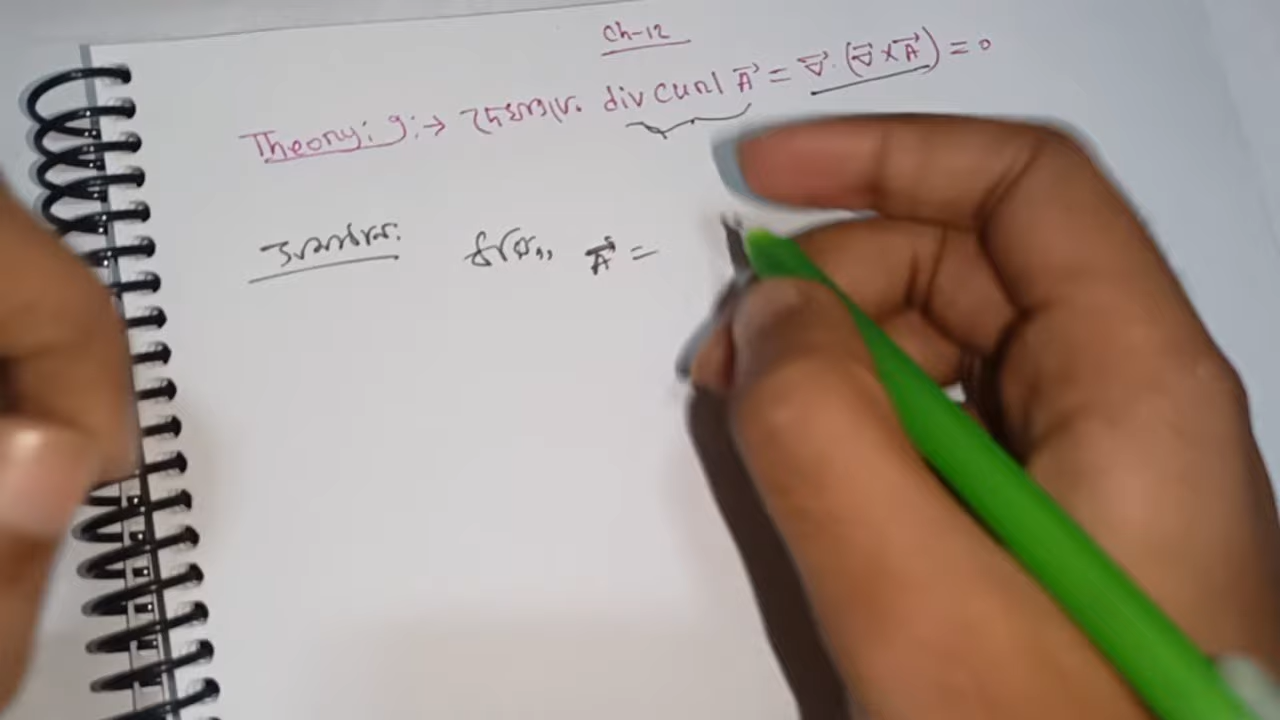 Ch-12
Theory: 9:→ দেখাও যে div curl A⃗ = ∇⃗. (∇⃗ × A⃗) = 0
A⃗ =